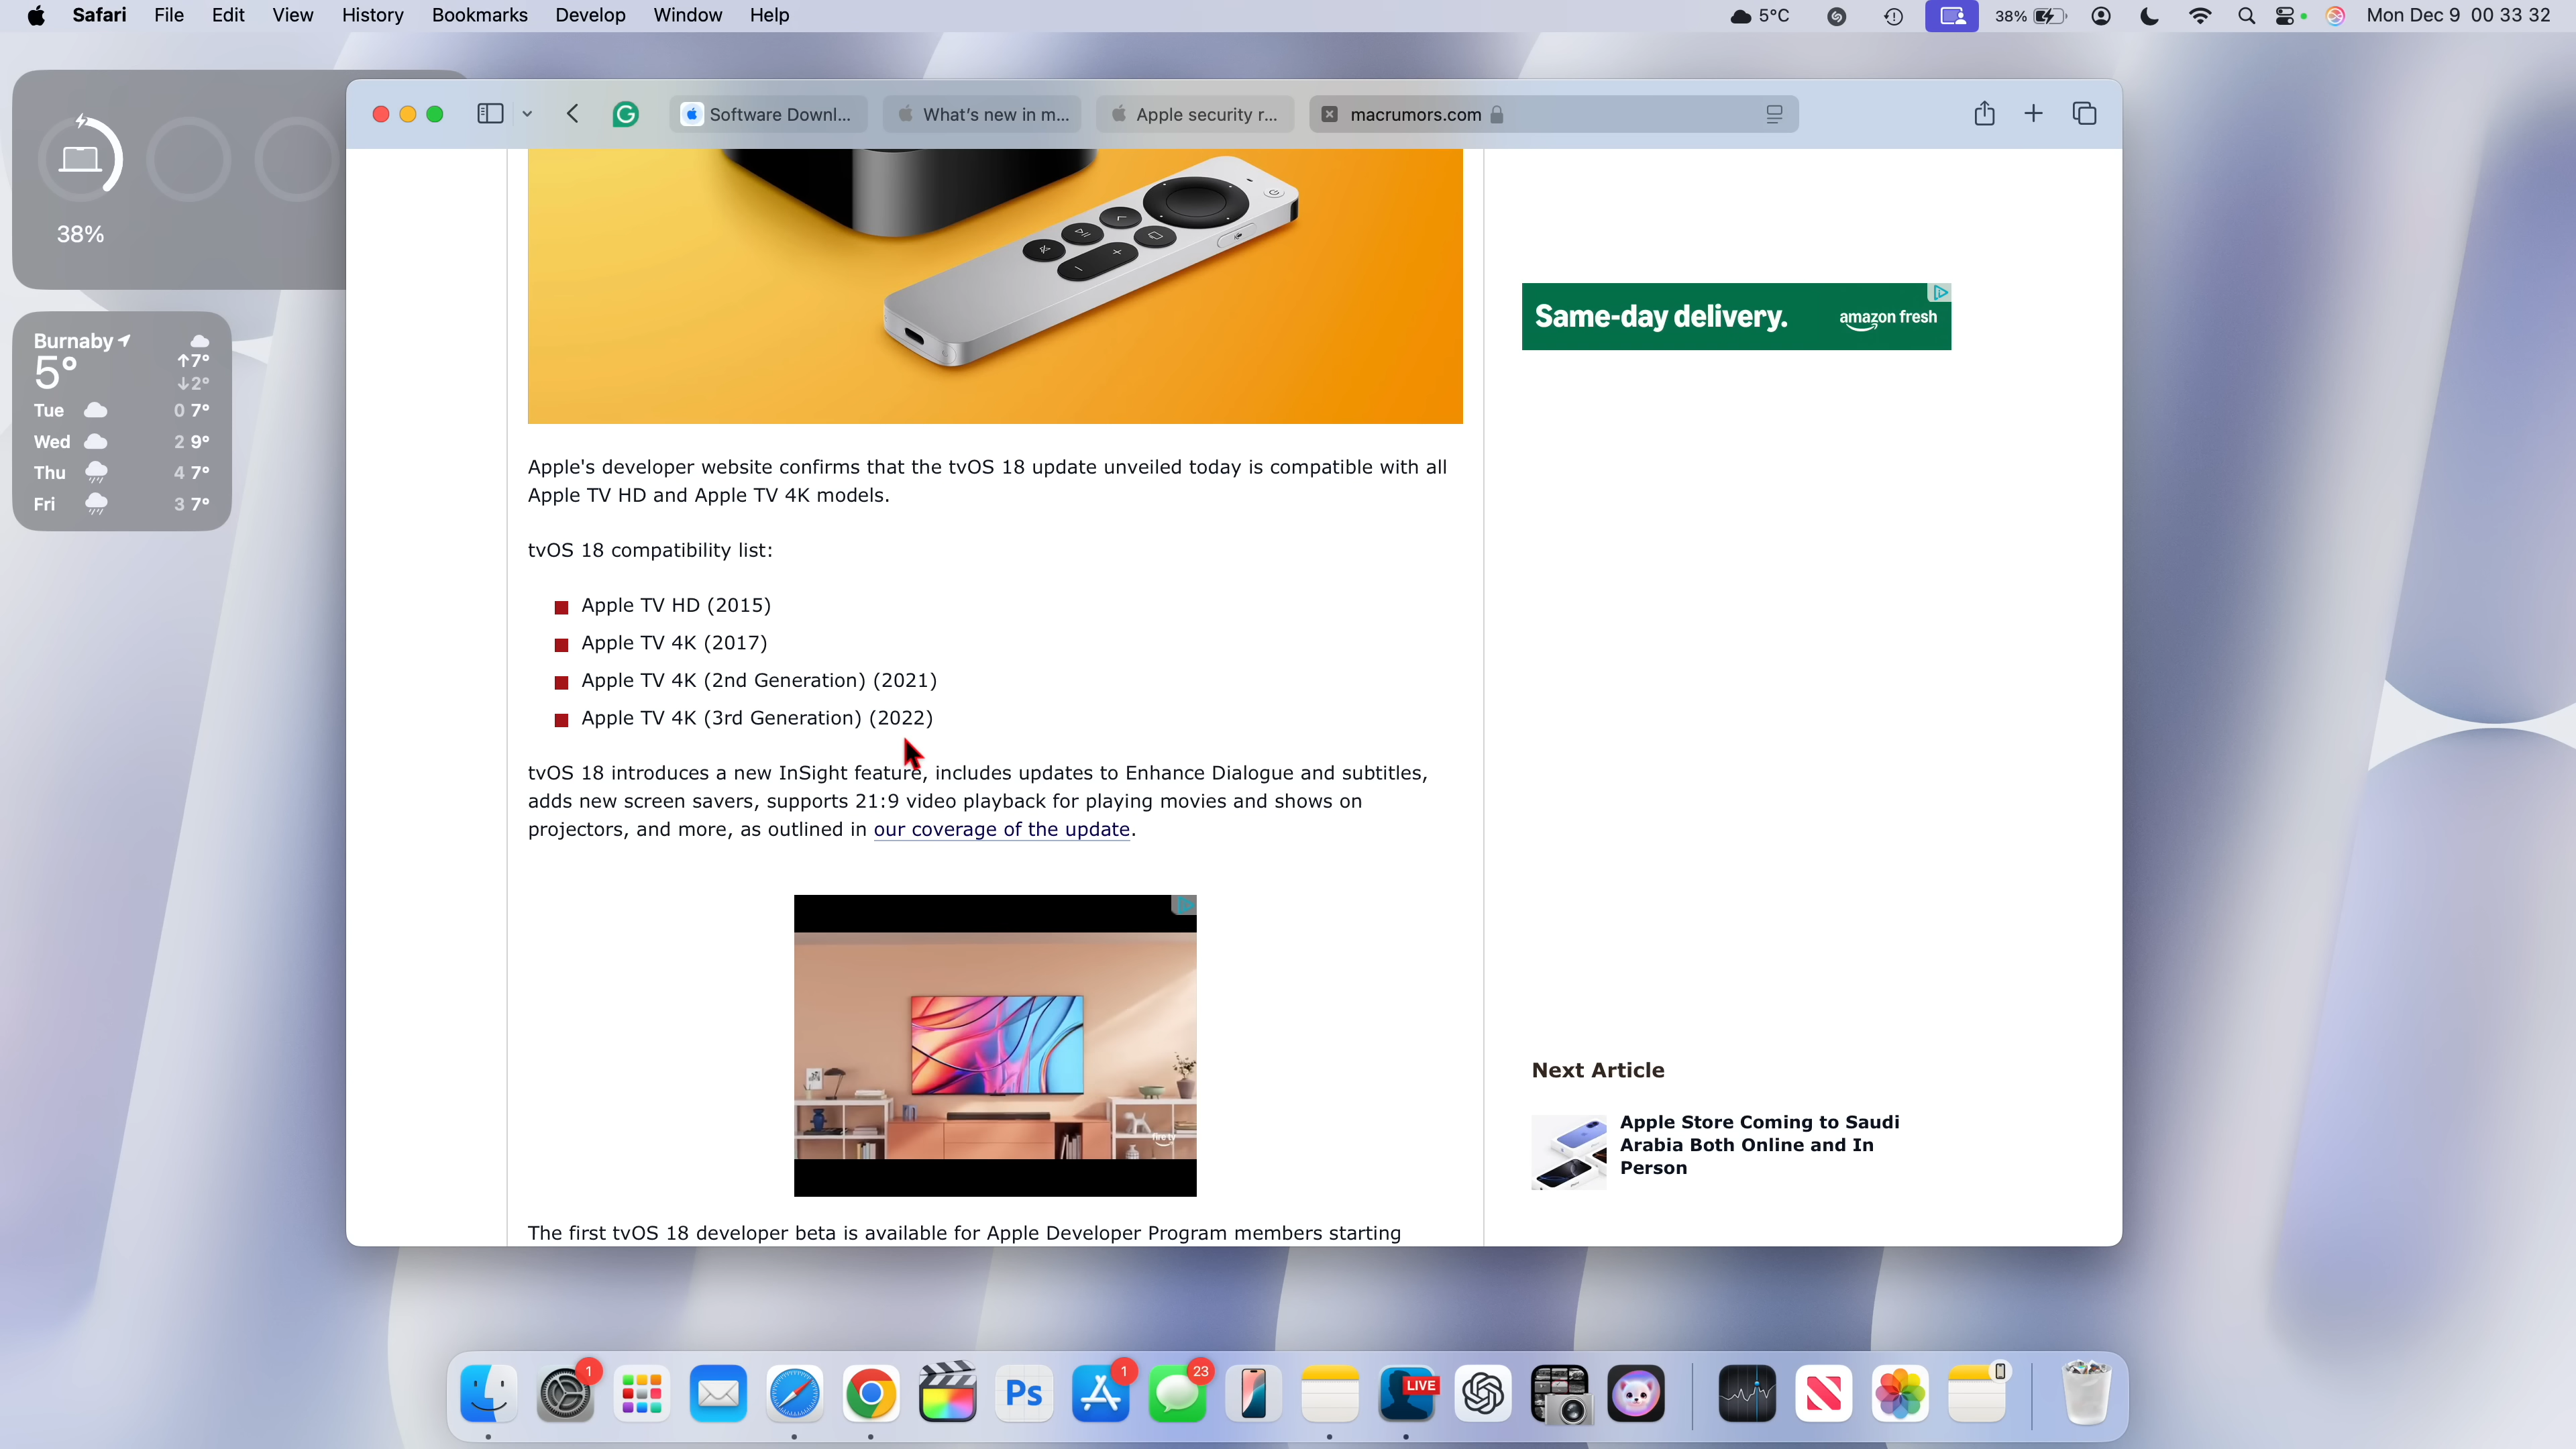 Safari File Edit View History Bookmarks Develop Window Help
5°C 38% Mon Dec 9 00 33 32
38%
Burnaby
5°
↑7°
↓2°
Tue 0 7°
Wed 2 9°
Thu 4 7°
Fri 3 7°
Software Downl... What's new in m... Apple security r... macrumors.com
Same-day delivery. amazon fresh
Apple's developer website confirms that the tvOS 18 update unveiled today is compatible with all
Apple TV HD and Apple TV 4K models.
tvOS 18 compatibility list:
Apple TV HD (2015)
Apple TV 4K (2017)
Apple TV 4K (2nd Generation) (2021)
Apple TV 4K (3rd Generation) (2022)
tvOS 18 introduces a new InSight feature, includes updates to Enhance Dialogue and subtitles,
adds new screen savers, supports 21:9 video playback for playing movies and shows on
projectors, and more, as outlined in our coverage of the update.
fire tv
Next Article
Apple Store Coming to Saudi
Arabia Both Online and In
Person
The first tvOS 18 developer beta is available for Apple Developer Program members starting
1
Ps
1
23
LIVE